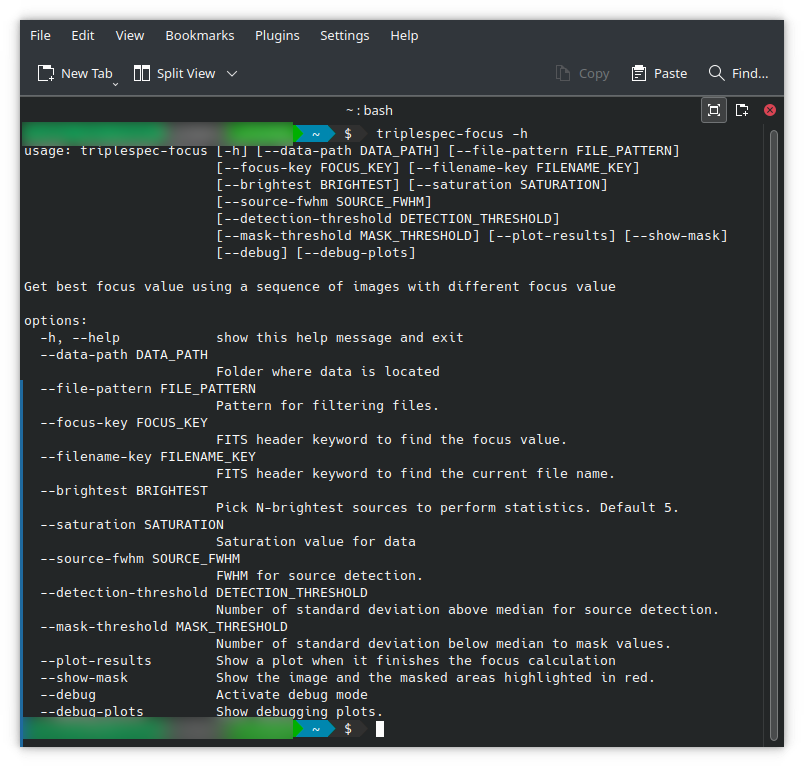 File Edit View Bookmarks Plugins Settings Help
New Tab Split View Copy Paste Find...
~ : bash
~ $ triplespec-focus -h
usage: triplespec-focus [-h] [--data-path DATA_PATH] [--file-pattern FILE_PATTERN]
[--focus-key FOCUS_KEY] [--filename-key FILENAME_KEY]
[--brightest BRIGHTEST] [--saturation SATURATION]
[--source-fwhm SOURCE_FWHM]
[--detection-threshold DETECTION_THRESHOLD]
[--mask-threshold MASK_THRESHOLD] [--plot-results] [--show-mask]
[--debug] [--debug-plots]
Get best focus value using a sequence of images with different focus value
options:
-h, --help show this help message and exit
--data-path DATA_PATH
Folder where data is located
--file-pattern FILE_PATTERN
Pattern for filtering files.
--focus-key FOCUS_KEY
FITS header keyword to find the focus value.
--filename-key FILENAME_KEY
FITS header keyword to find the current file name.
--brightest BRIGHTEST
Pick N-brightest sources to perform statistics. Default 5.
--saturation SATURATION
Saturation value for data
--source-fwhm SOURCE_FWHM
FWHM for source detection.
--detection-threshold DETECTION_THRESHOLD
Number of standard deviation above median for source detection.
--mask-threshold MASK_THRESHOLD
Number of standard deviation below median to mask values.
--plot-results Show a plot when it finishes the focus calculation
--show-mask Show the image and the masked areas highlighted in red.
--debug Activate debug mode
--debug-plots Show debugging plots.
~ $